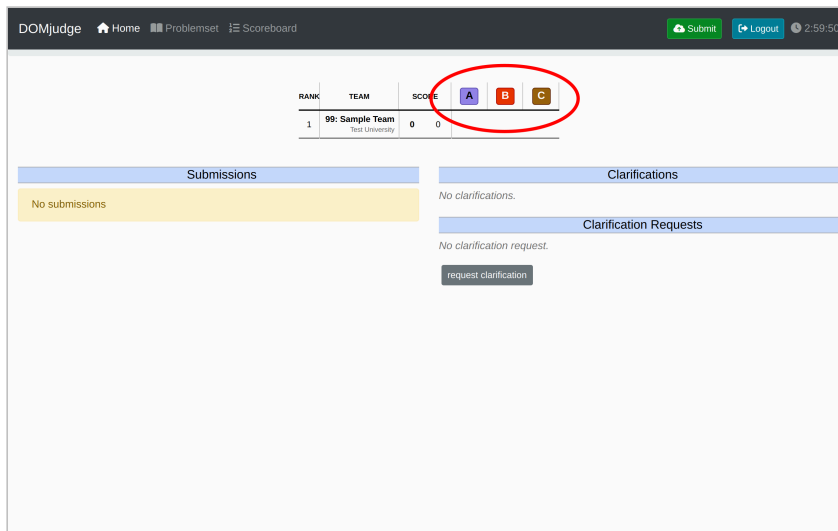 DOMjudge Home Problemset Scoreboard Submit Logout 2:59:50
RANK TEAM SCORE A B C
1 99: Sample Team 0 0
Test University
Submissions
No submissions
Clarifications
No clarifications.
Clarification Requests
No clarification request.
request clarification